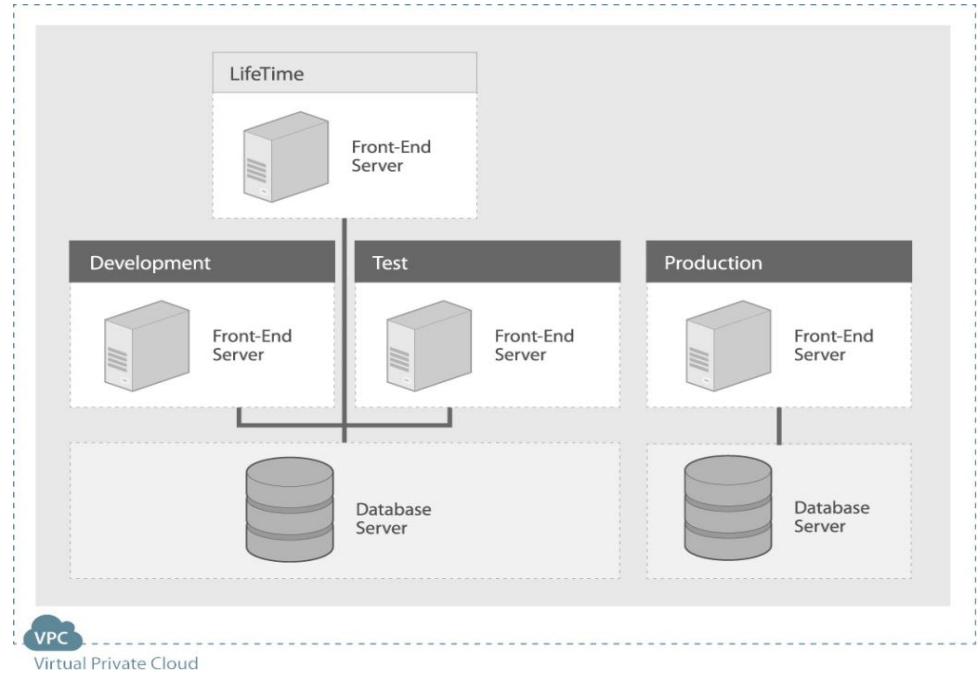 LifeTime
Front-End
Server
Development
Front-End
Server
Test
Front-End
Server
Production
Front-End
Server
Database
Server
Database
Server
VPC
Virtual Private Cloud